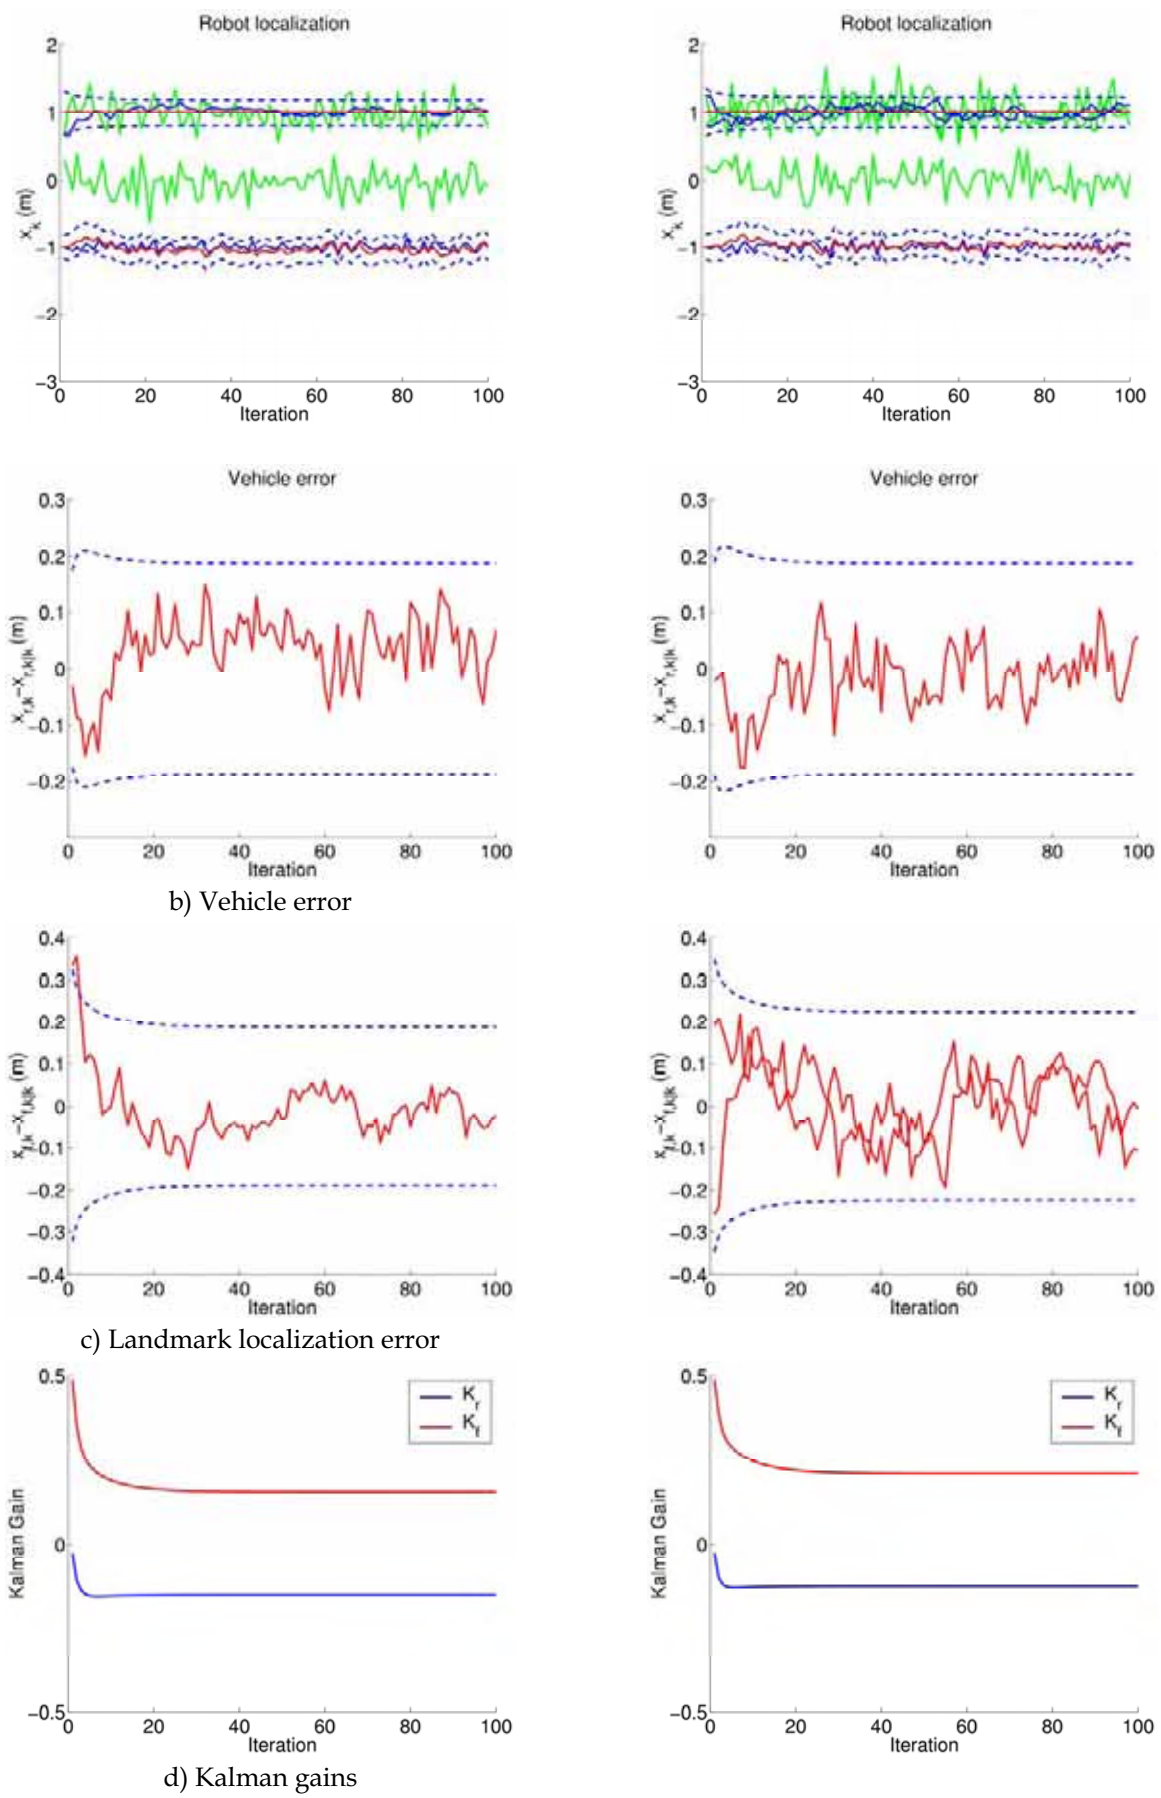 Robot localization
Robot localization
2
1
0
−1
−2
−3
x_k (m)
0 20 40 60 80 100
Iteration
2
1
0
−1
−2
−3
x_k (m)
0 20 40 60 80 100
Iteration
Vehicle error
Vehicle error
0.3
0.2
0.1
0
−0.1
−0.2
x_r,k−x_r,k|k (m)
0 20 40 60 80 100
Iteration
0.3
0.2
0.1
0
−0.1
−0.2
x_r,k−x_r,k|k (m)
0 20 40 60 80 100
Iteration
b) Vehicle error
0.4
0.3
0.2
0.1
0
−0.1
−0.2
−0.3
−0.4
x_f,k−x_f,k|k (m)
0 20 40 60 80 100
Iteration
0.4
0.3
0.2
0.1
0
−0.1
−0.2
−0.3
−0.4
x_f,k−x_f,k|k (m)
0 20 40 60 80 100
Iteration
c) Landmark localization error
0.5
0
−0.5
Kalman Gain
K_r
K_f
0 20 40 60 80 100
Iteration
0.5
0
−0.5
Kalman Gain
K_r
K_f
0 20 40 60 80 100
Iteration
d) Kalman gains